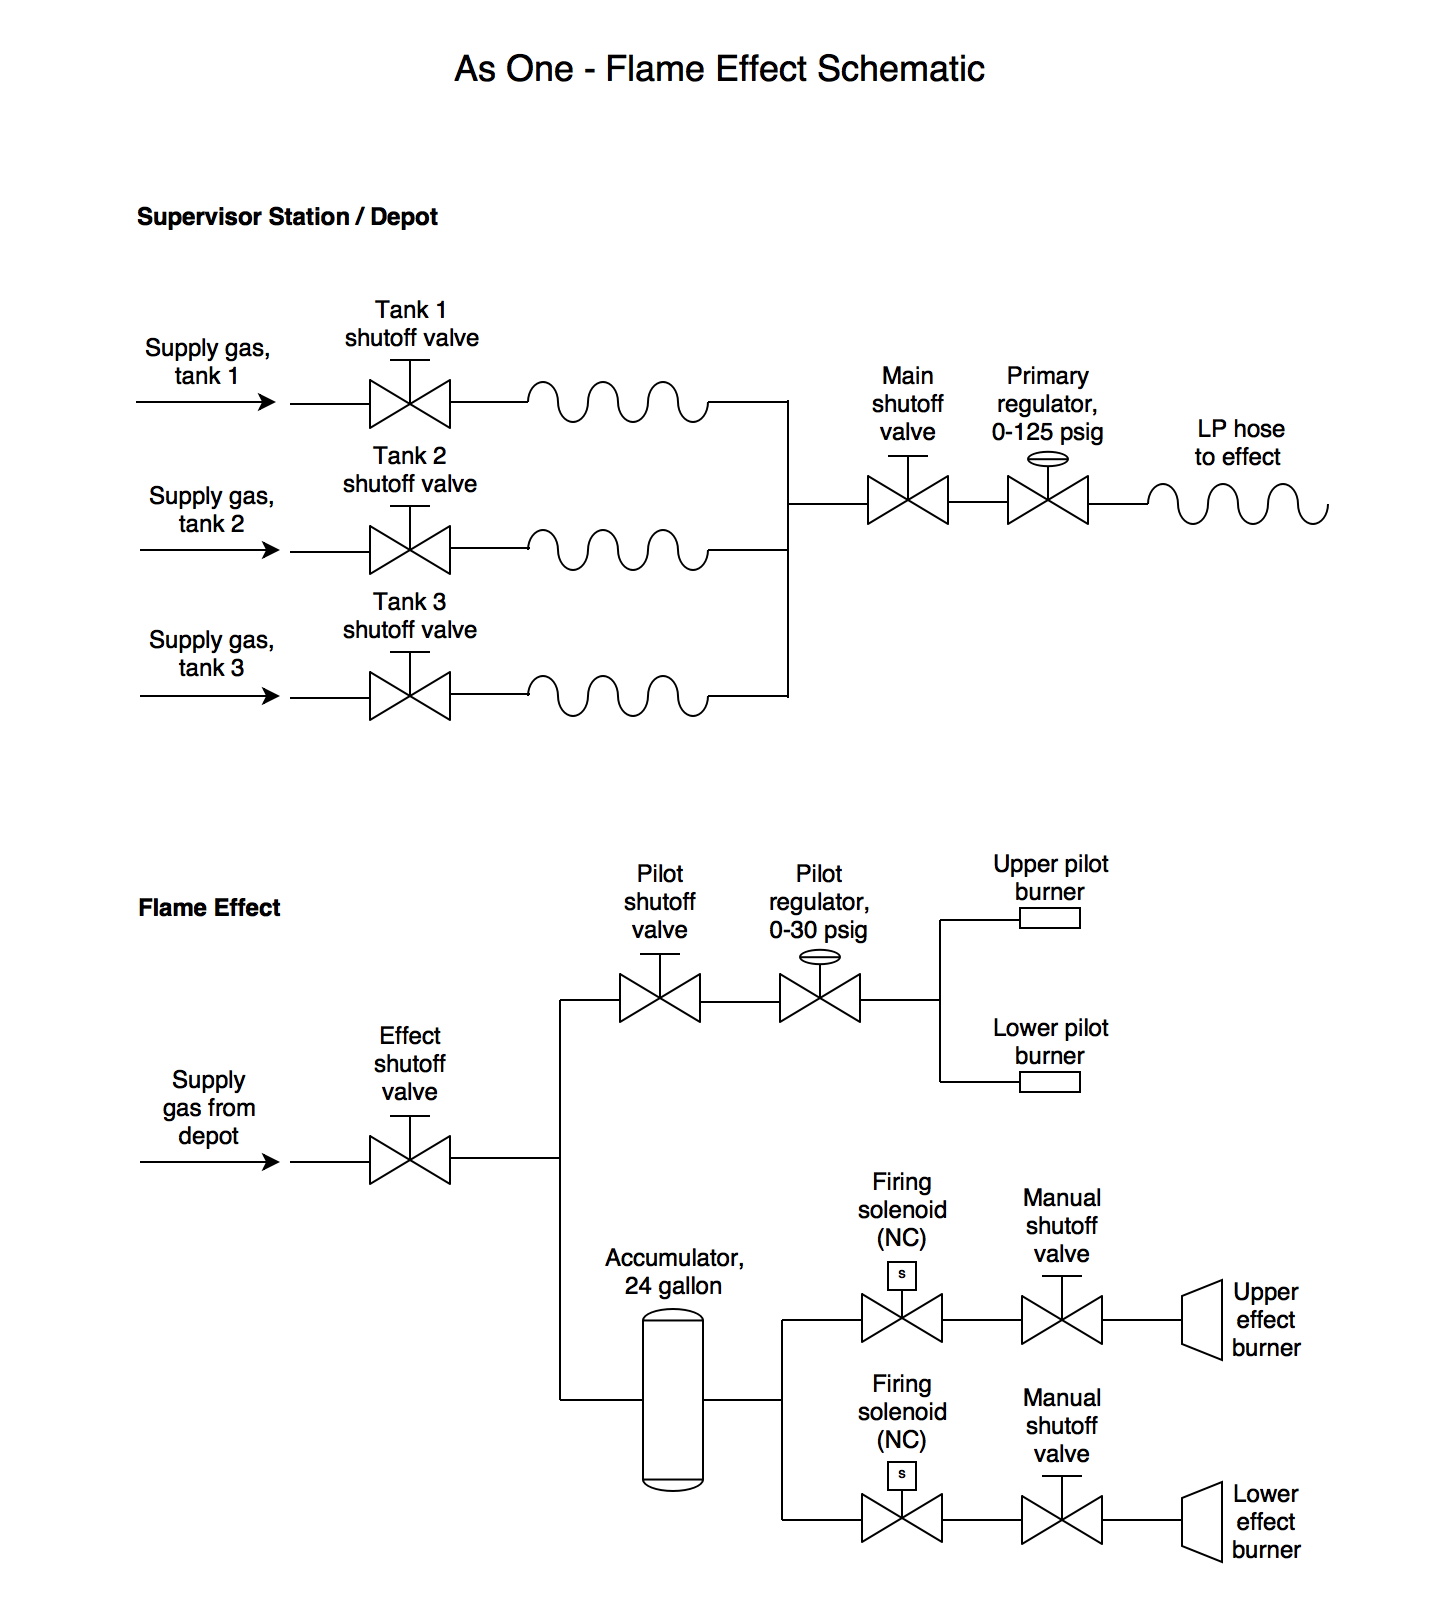 As One - Flame Effect Schematic
Supervisor Station / Depot
Supply gas,
tank 1
Tank 1
shutoff valve
Supply gas,
tank 2
Tank 2
shutoff valve
Supply gas,
tank 3
Tank 3
shutoff valve
Main
shutoff
valve
Primary
regulator,
0-125 psig
LP hose
to effect
Flame Effect
Supply
gas from
depot
Effect
shutoff
valve
Pilot
shutoff
valve
Pilot
regulator,
0-30 psig
Upper pilot
burner
Lower pilot
burner
Accumulator,
24 gallon
Firing
solenoid
(NC)
S
Manual
shutoff
valve
Upper
effect
burner
Firing
solenoid
(NC)
S
Manual
shutoff
valve
Lower
effect
burner